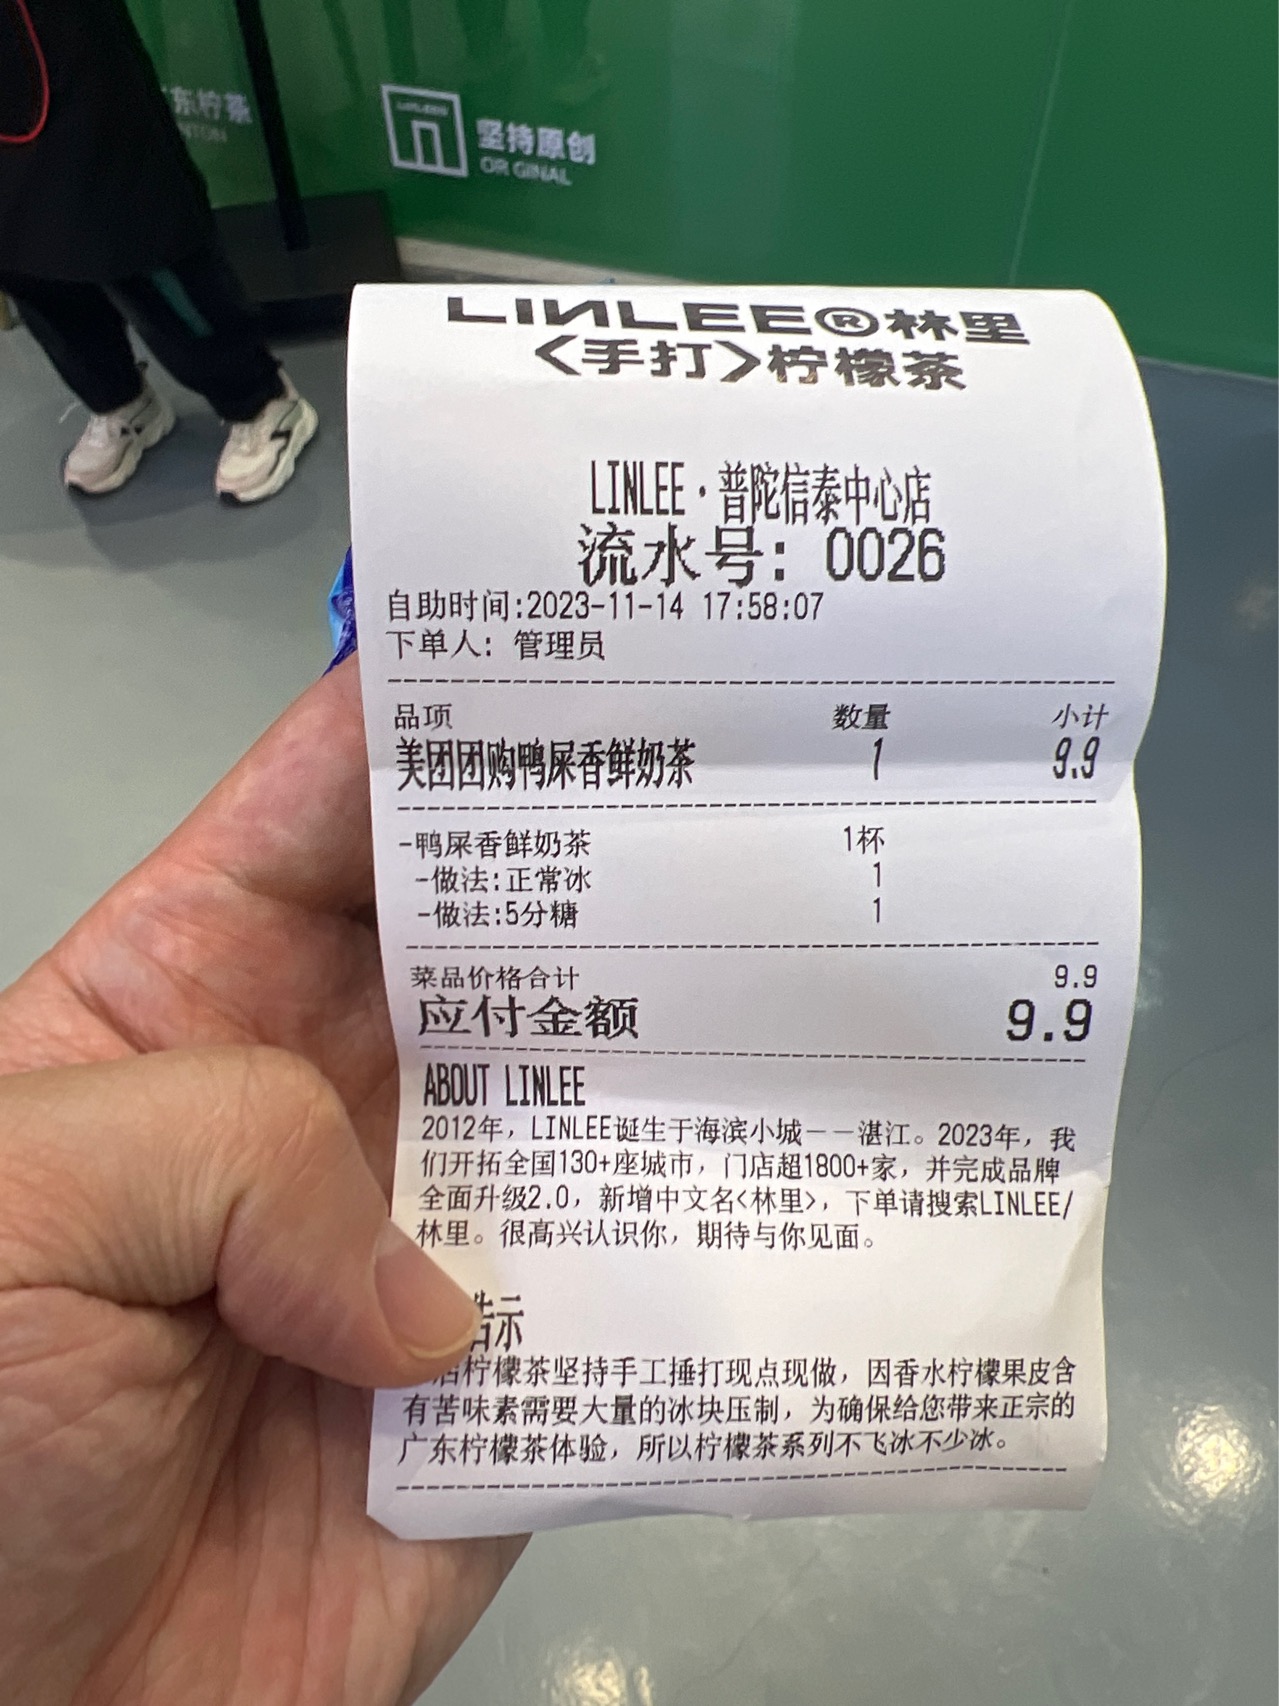 东柠茶
NTON
坚持原创
OR GINAL
LINLEE®林里
<手打>柠檬茶
LINLEE·普陀信泰中心店
流水号: 0026
自助时间:2023-11-14 17:58:07
下单人: 管理员
品项 数量 小计
美团团购鸭屎香鲜奶茶 1 9.9
-鸭屎香鲜奶茶 1杯
-做法:正常冰 1
-做法:5分糖 1
菜品价格合计 9.9
应付金额 9.9
ABOUT LINLEE
2012年, LINLEE诞生于海滨小城——湛江。2023年, 我
们开拓全国130+座城市, 门店超1800+家, 并完成品牌
全面升级2.0, 新增中文名<林里>, 下单请搜索LINLEE/
林里。很高兴认识你, 期待与你见面。
告示
店柠檬茶坚持手工捶打现点现做, 因香水柠檬果皮含
有苦味素需要大量的冰块压制, 为确保给您带来正宗的
广东柠檬茶体验, 所以柠檬茶系列不飞冰不少冰。